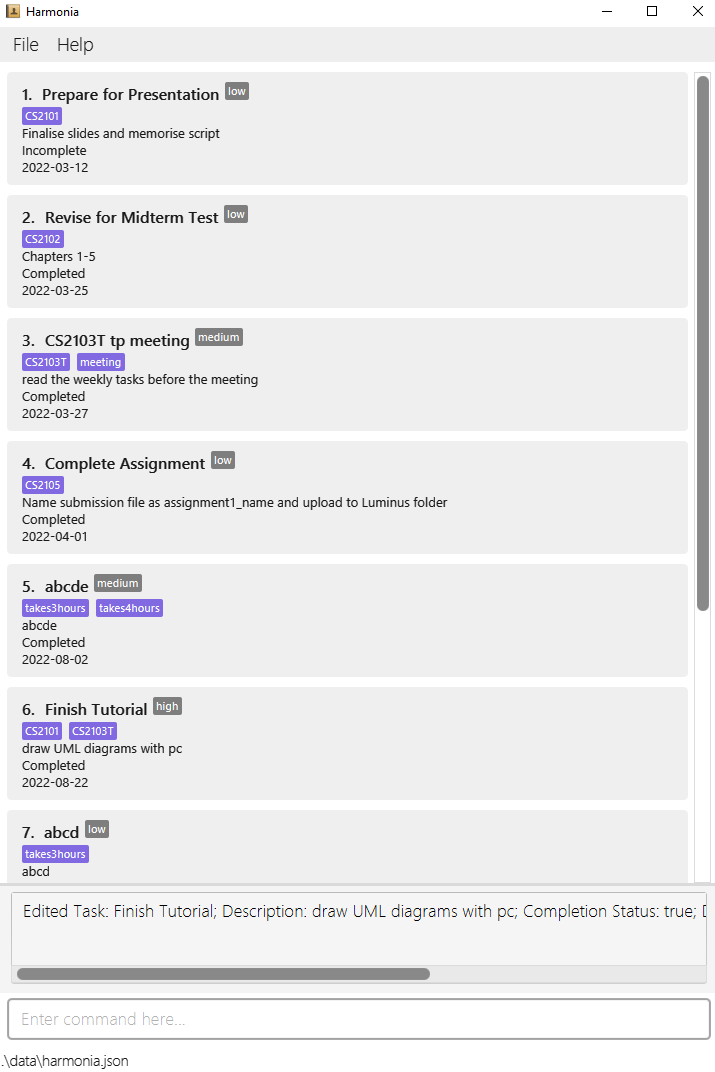 Harmonia
File Help
1. Prepare for Presentation low
CS2101
Finalise slides and memorise script
Incomplete
2022-03-12
2. Revise for Midterm Test low
CS2102
Chapters 1-5
Completed
2022-03-25
3. CS2103T tp meeting medium
CS2103T meeting
read the weekly tasks before the meeting
Completed
2022-03-27
4. Complete Assignment low
CS2105
Name submission file as assignment1_name and upload to Luminus folder
Completed
2022-04-01
5. abcde medium
takes3hours takes4hours
abcde
Completed
2022-08-02
6. Finish Tutorial high
CS2101 CS2103T
draw UML diagrams with pc
Completed
2022-08-22
7. abcd low
takes3hours
abcd
Edited Task: Finish Tutorial; Description: draw UML diagrams with pc; Completion Status: true;
Enter command here...
.\data\harmonia.json